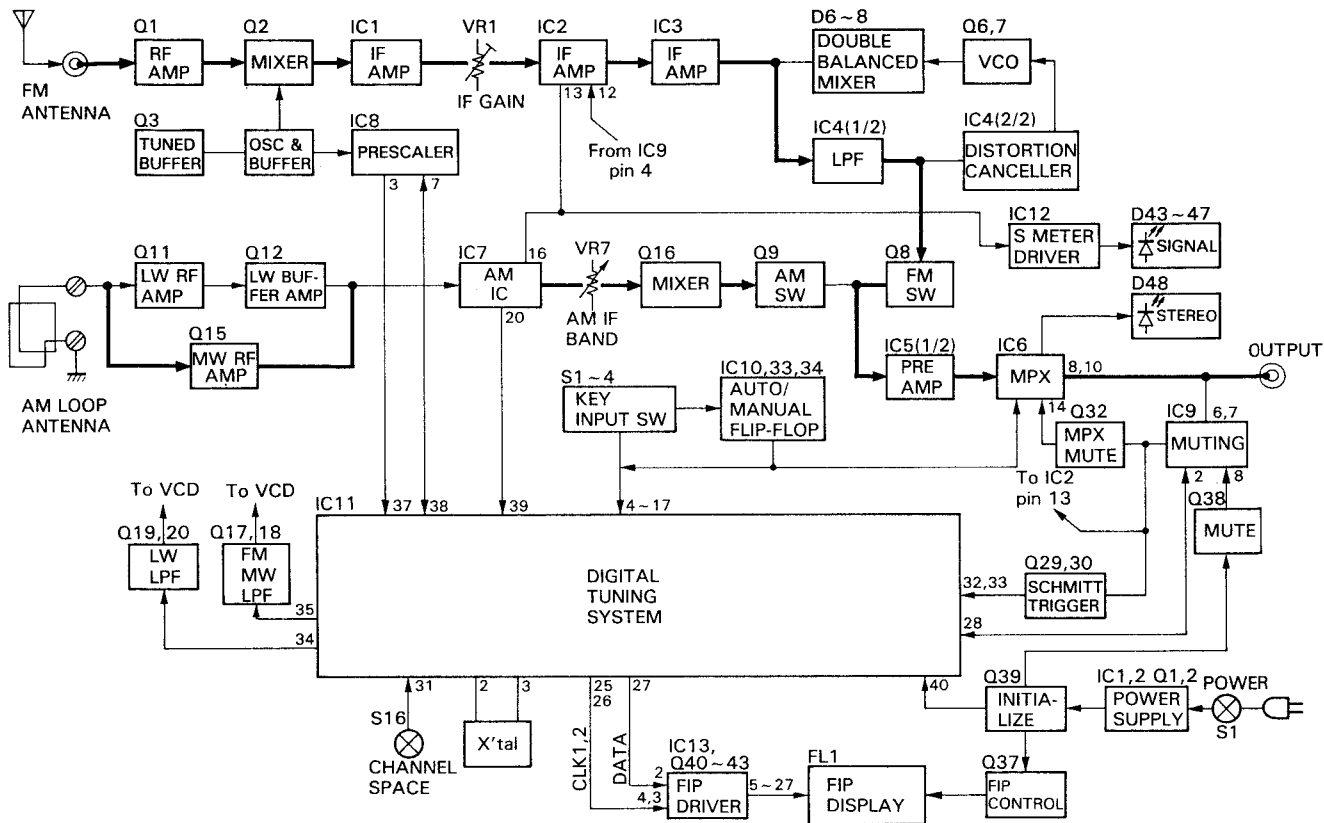 Q1
RF
AMP
Q2
MIXER
IC1
IF
AMP
VR1
IF GAIN
IC2
IF
AMP
13
12
IC3
IF
AMP
D6~8
DOUBLE
BALANCED
MIXER
Q6,7
VCO
FM
ANTENNA
Q3
TUNED
BUFFER
OSC &
BUFFER
IC8
PRESCALER
3
7
From IC9
pin 4
IC4(1/2)
LPF
IC4(2/2)
DISTORTION
CANCELLER
Q11
LW RF
AMP
Q12
LW BUF-
FER AMP
IC7
16
AM
IC
20
VR7
AM IF
BAND
Q16
MIXER
Q9
AM
SW
Q8
FM
SW
IC12
S METER
DRIVER
D43~47
SIGNAL
D48
STEREO
Q15
MW RF
AMP
AM LOOP
ANTENNA
S1~4
KEY
INPUT SW
IC10,33,34
AUTO/
MANUAL
FLIP-FLOP
IC5(1/2)
PRE
AMP
IC6
MPX
8,10
14
OUTPUT
Q32
MPX
MUTE
IC9
6,7
MUTING
2
8
To IC2
pin 13
Q38
MUTE
To VCD
To VCD
Q19,20
LW
LPF
Q17,18
FM
MW
LPF
IC11
37
38
39
4~17
DIGITAL
TUNING
SYSTEM
35
34
32,33
28
Q29,30
SCHMITT
TRIGGER
31
2
3
25
26
27
40
S16
CHANNEL
SPACE
X'tal
CLK1,2
DATA
IC13,
Q40~43
2
4,3
FIP
DRIVER
5~27
FL1
FIP
DISPLAY
Q39
INITIA-
LIZE
IC1,2 Q1,2
POWER
SUPPLY
POWER
S1
Q37
FIP
CONTROL